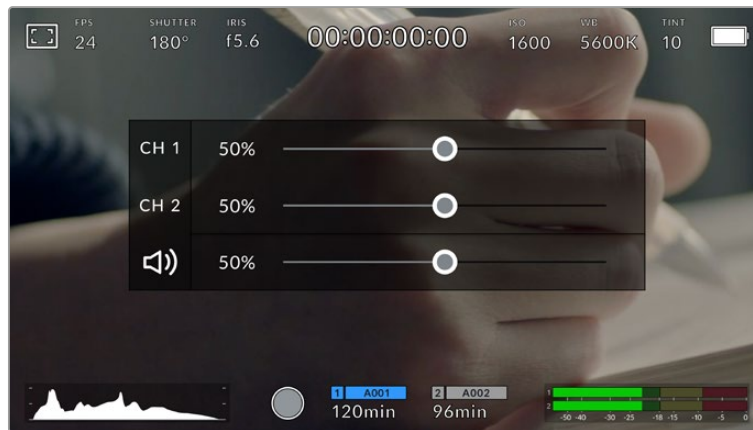 FPS SHUTTER IRIS ISO WB TINT
24 180° f5.6 00:00:00:00 1600 5600K 10
CH 1 50%
CH 2 50%
50%
1 A001 2 A002
120min 96min
1
2
-50 -40 -30 -25 -18 -15 -10 -5 0